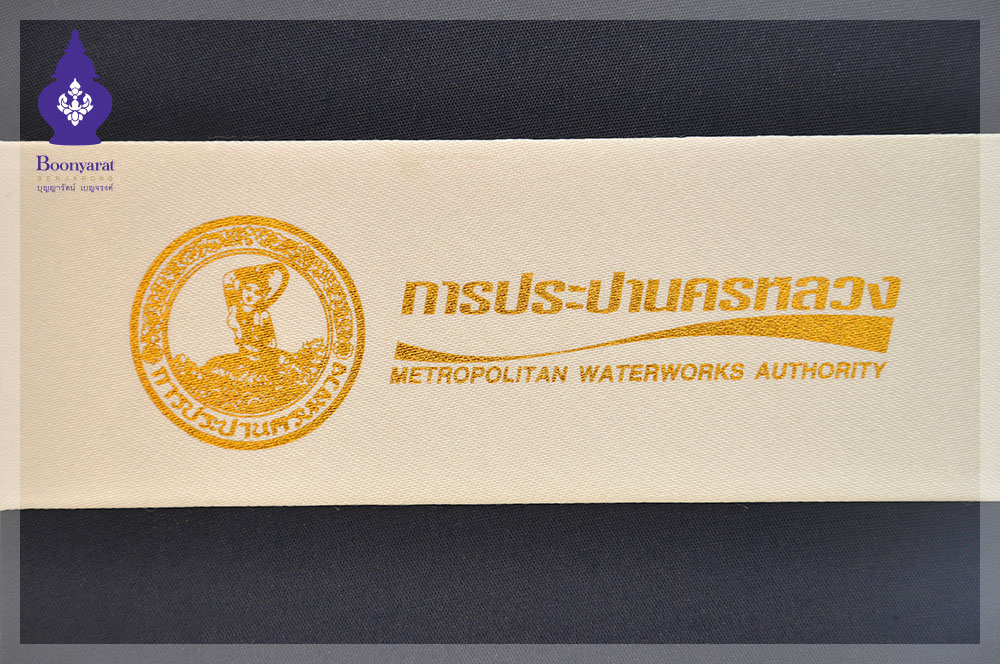 Boonyarat
BENJARONG
บุญญารัตน์ เบญจรงค์
การประปานครหลวง
การประปานครหลวง
METROPOLITAN WATERWORKS AUTHORITY